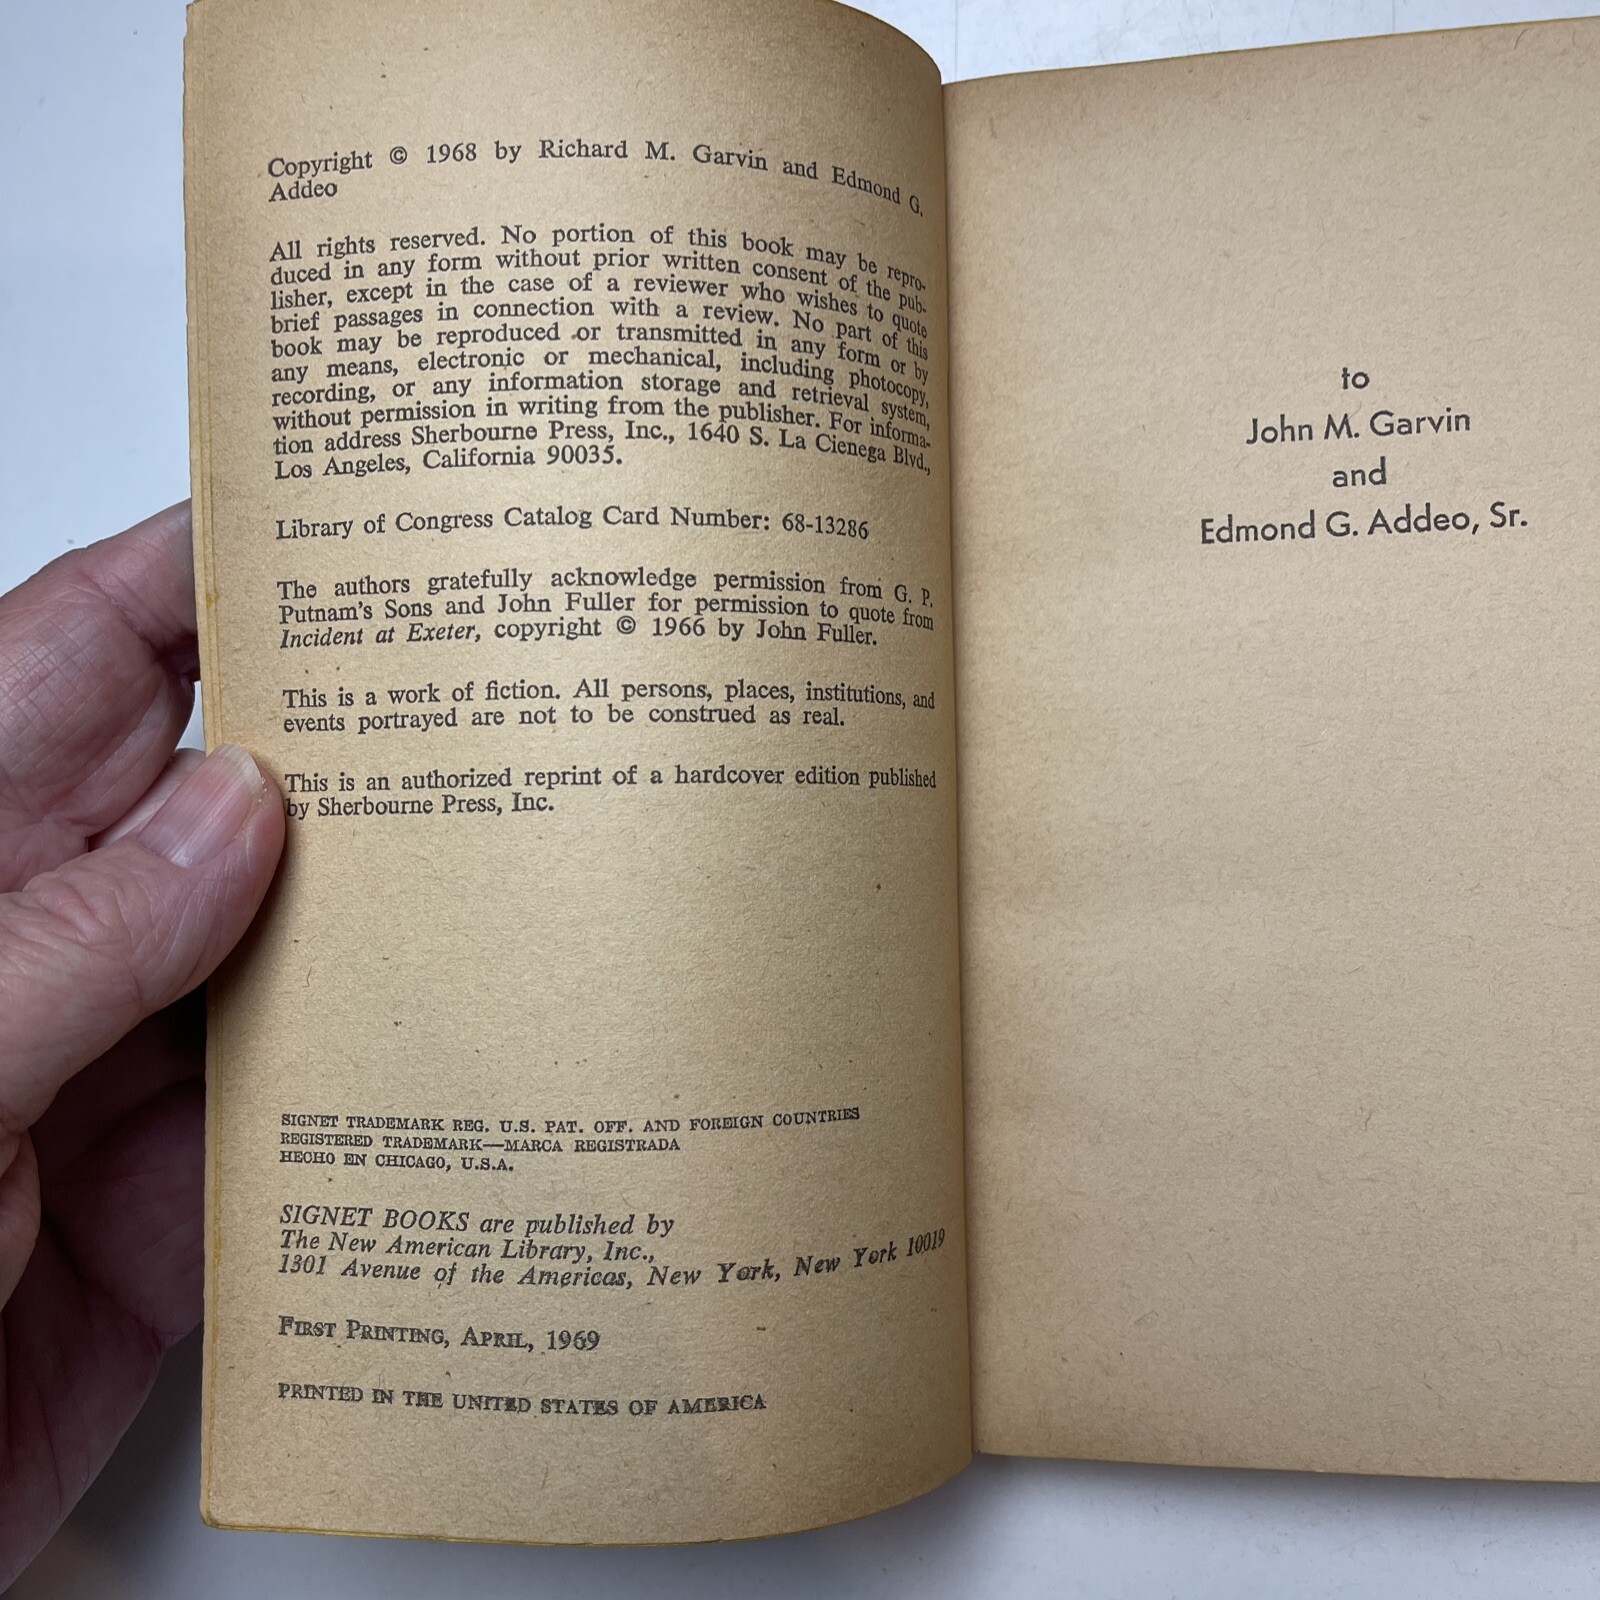 Copyright © 1968 by Richard M. Garvin and Edmond G.
Addeo
All rights reserved. No portion of this book may be repro-
duced in any form without prior written consent of the pub-
lisher, except in the case of a reviewer who wishes to quote
brief passages in connection with a review. No part of this
book may be reproduced or transmitted in any form or by
any means, electronic or mechanical, including photocopy,
recording, or any information storage and retrieval system,
without permission in writing from the publisher. For informa-
tion address Sherbourne Press, Inc., 1640 S. La Cienega Blvd.,
Los Angeles, California 90035.
Library of Congress Catalog Card Number: 68-13286
The authors gratefully acknowledge permission from G. P.
Putnam's Sons and John Fuller for permission to quote from
Incident at Exeter, copyright © 1966 by John Fuller.
This is a work of fiction. All persons, places, institutions, and
events portrayed are not to be construed as real.
This is an authorized reprint of a hardcover edition published
by Sherbourne Press, Inc.
SIGNET TRADEMARK REG. U.S. PAT. OFF. AND FOREIGN COUNTRIES
REGISTERED TRADEMARK—MARCA REGISTRADA
HECHO EN CHICAGO, U.S.A.
SIGNET BOOKS are published by
The New American Library, Inc.,
1301 Avenue of the Americas, New York, New York 10019
FIRST PRINTING, APRIL, 1969
PRINTED IN THE UNITED STATES OF AMERICA
to
John M. Garvin
and
Edmond G. Addeo, Sr.